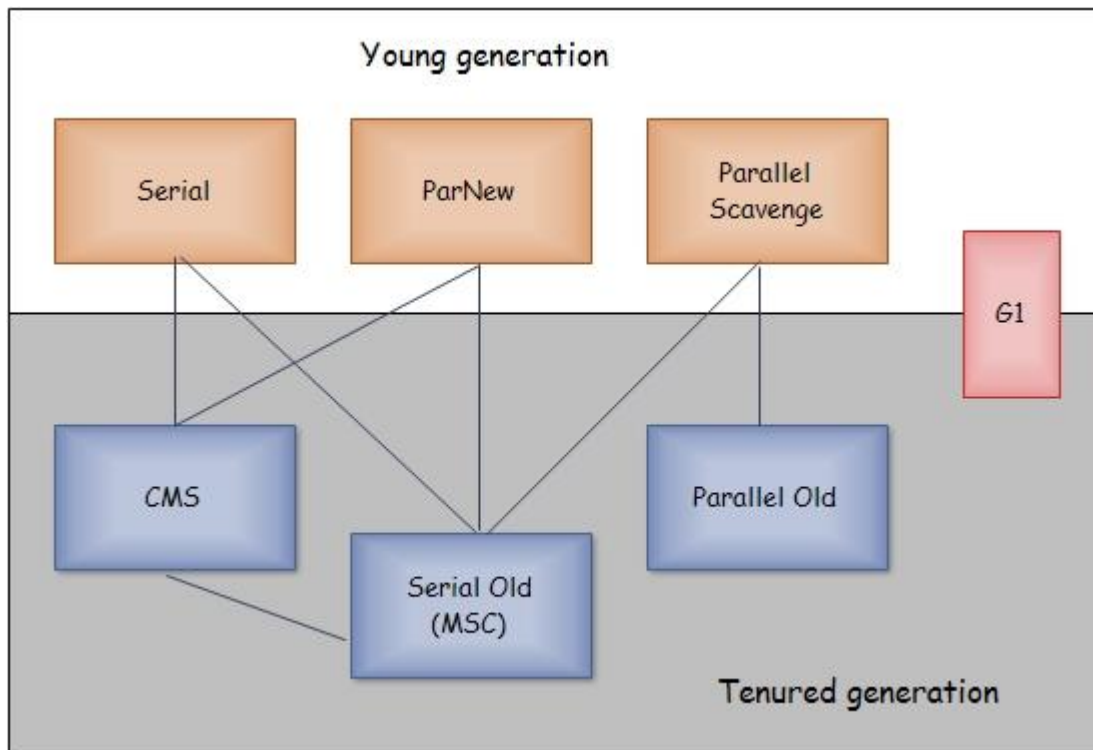 Young generation
Serial
ParNew
Parallel
Scavenge
G1
CMS
Parallel Old
Serial Old
(MSC)
Tenured generation